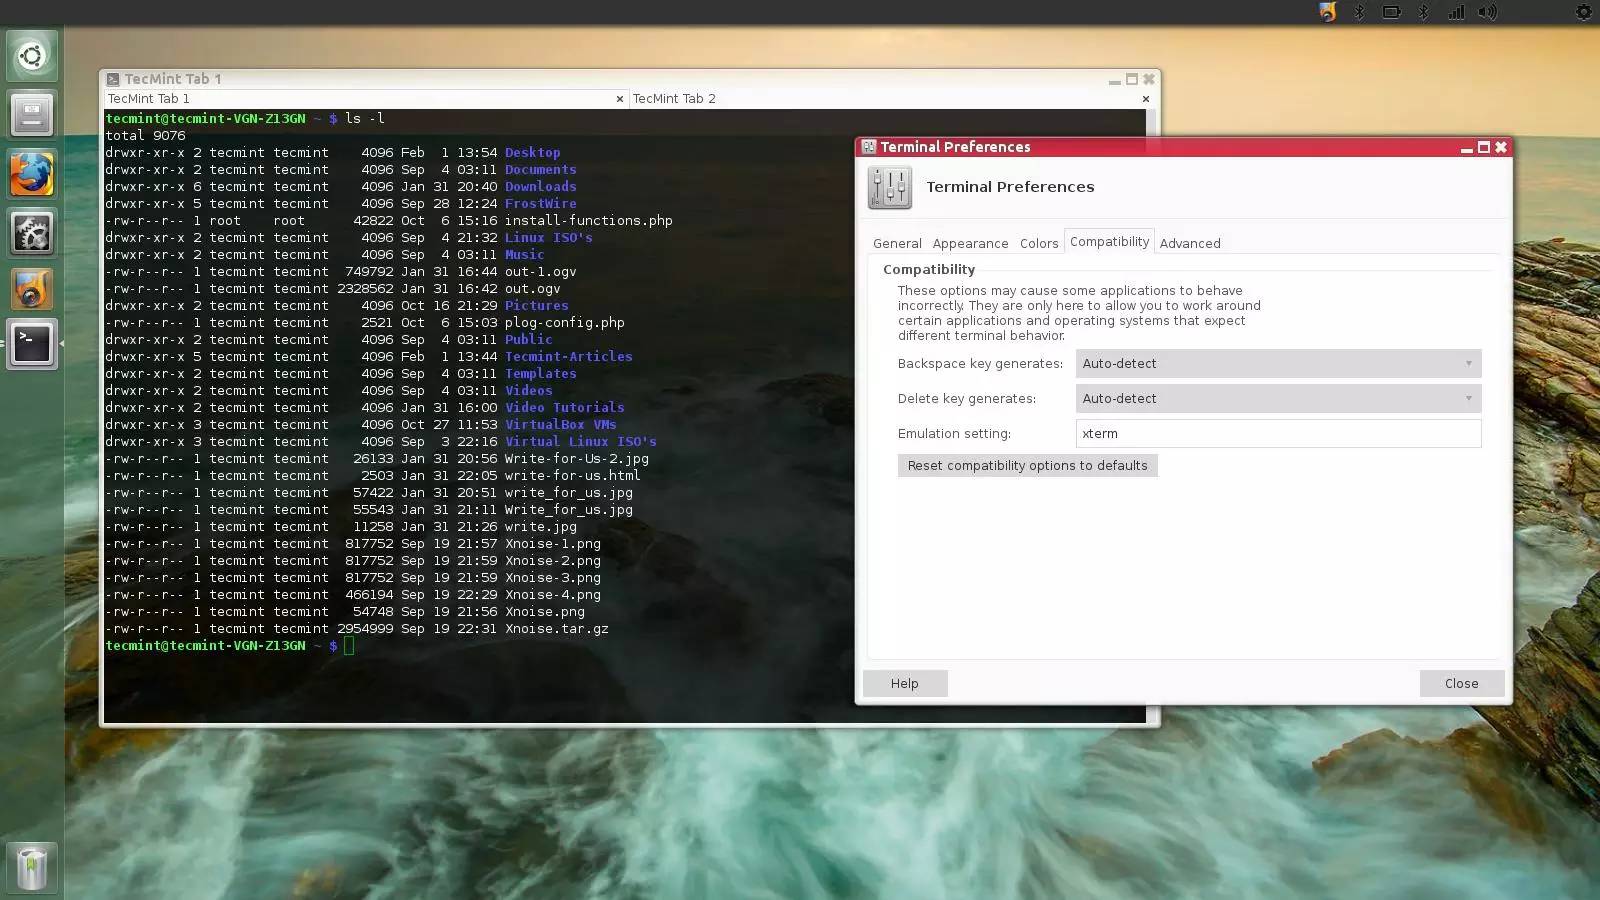 TecMint Tab 1
TecMint Tab 1 × TecMint Tab 2 ×
tecmint@tecmint-VGN-Z13GN ~ $ ls -l
total 9076
drwxr-xr-x 2 tecmint tecmint    4096 Feb  1 13:54 Desktop
drwxr-xr-x 2 tecmint tecmint    4096 Sep  4 03:11 Documents
drwxr-xr-x 6 tecmint tecmint    4096 Jan 31 20:40 Downloads
drwxr-xr-x 5 tecmint tecmint    4096 Sep 28 12:24 FrostWire
-rw-r--r-- 1 root    root      42822 Oct  6 15:16 install-functions.php
drwxr-xr-x 2 tecmint tecmint    4096 Sep  4 21:32 Linux ISO's
drwxr-xr-x 2 tecmint tecmint    4096 Sep  4 03:11 Music
-rw-r--r-- 1 tecmint tecmint  749792 Jan 31 16:44 out-1.ogv
-rw-r--r-- 1 tecmint tecmint 2328562 Jan 31 16:42 out.ogv
drwxr-xr-x 2 tecmint tecmint    4096 Oct 16 21:29 Pictures
-rw-r--r-- 1 tecmint tecmint    2521 Oct  6 15:03 plog-config.php
drwxr-xr-x 2 tecmint tecmint    4096 Sep  4 03:11 Public
drwxr-xr-x 5 tecmint tecmint    4096 Feb  1 13:44 Tecmint-Articles
drwxr-xr-x 2 tecmint tecmint    4096 Sep  4 03:11 Templates
drwxr-xr-x 2 tecmint tecmint    4096 Sep  4 03:11 Videos
drwxr-xr-x 2 tecmint tecmint    4096 Jan 31 16:00 Video Tutorials
drwxr-xr-x 3 tecmint tecmint    4096 Oct 27 11:53 VirtualBox VMs
drwxr-xr-x 3 tecmint tecmint    4096 Sep  3 22:16 Virtual Linux ISO's
-rw-r--r-- 1 tecmint tecmint   26133 Jan 31 20:56 Write-for-Us-2.jpg
-rw-r--r-- 1 tecmint tecmint    2503 Jan 31 22:05 write-for-us.html
-rw-r--r-- 1 tecmint tecmint   57422 Jan 31 20:51 write_for_us.jpg
-rw-r--r-- 1 tecmint tecmint   55543 Jan 31 21:11 Write_for_us.jpg
-rw-r--r-- 1 tecmint tecmint   11258 Jan 31 21:26 write.jpg
-rw-r--r-- 1 tecmint tecmint  817752 Sep 19 21:57 Xnoise-1.png
-rw-r--r-- 1 tecmint tecmint  817752 Sep 19 21:59 Xnoise-2.png
-rw-r--r-- 1 tecmint tecmint  817752 Sep 19 21:59 Xnoise-3.png
-rw-r--r-- 1 tecmint tecmint  466194 Sep 19 22:29 Xnoise-4.png
-rw-r--r-- 1 tecmint tecmint   54748 Sep 19 21:56 Xnoise.png
-rw-r--r-- 1 tecmint tecmint 2954999 Sep 19 22:31 Xnoise.tar.gz
tecmint@tecmint-VGN-Z13GN ~ $
Terminal Preferences
Terminal Preferences
General Appearance Colors Compatibility Advanced
Compatibility
These options may cause some applications to behave
incorrectly. They are only here to allow you to work around
certain applications and operating systems that expect
different terminal behavior.
Backspace key generates: Auto-detect
Delete key generates: Auto-detect
Emulation setting: xterm
Reset compatibility options to defaults
Help Close